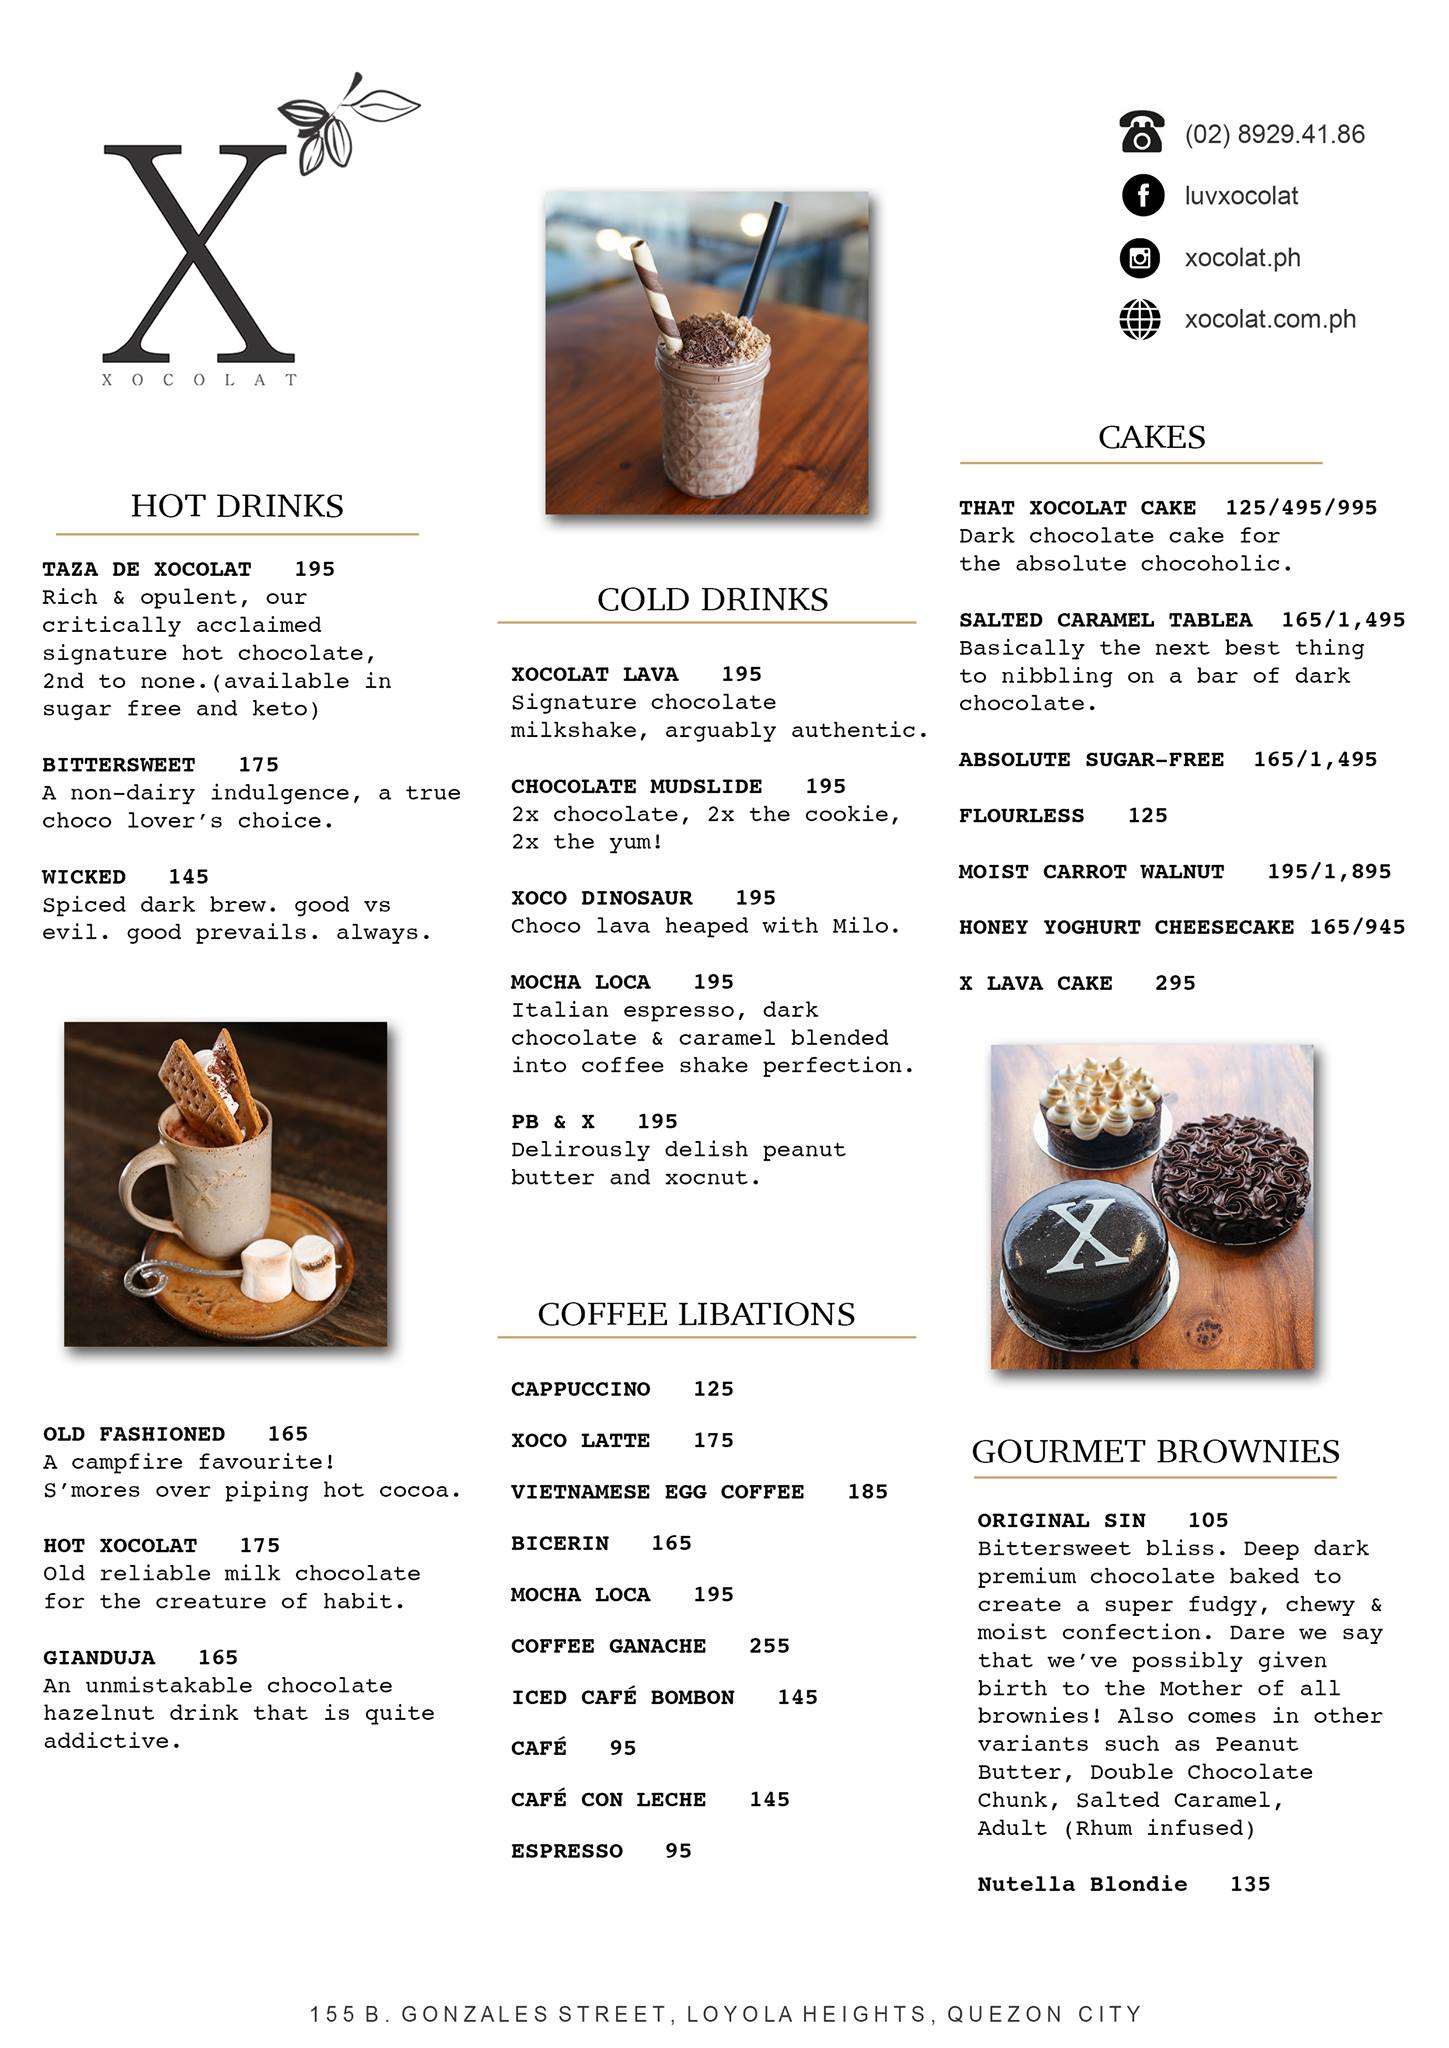 X
XOCOLAT
(02) 8929.41.86
luvxocolat
xocolat.ph
xocolat.com.ph
HOT DRINKS
TAZA DE XOCOLAT 195
Rich & opulent, our
critically acclaimed
signature hot chocolate,
2nd to none.(available in
sugar free and keto)
BITTERSWEET 175
A non-dairy indulgence, a true
choco lover's choice.
WICKED 145
Spiced dark brew. good vs
evil. good prevails. always.
OLD FASHIONED 165
A campfire favourite!
S'mores over piping hot cocoa.
HOT XOCOLAT 175
Old reliable milk chocolate
for the creature of habit.
GIANDUJA 165
An unmistakable chocolate
hazelnut drink that is quite
addictive.
COLD DRINKS
XOCOLAT LAVA 195
Signature chocolate
milkshake, arguably authentic.
CHOCOLATE MUDSLIDE 195
2x chocolate, 2x the cookie,
2x the yum!
XOCO DINOSAUR 195
Choco lava heaped with Milo.
MOCHA LOCA 195
Italian espresso, dark
chocolate & caramel blended
into coffee shake perfection.
PB & X 195
Delirously delish peanut
butter and xocnut.
COFFEE LIBATIONS
CAPPUCCINO 125
XOCO LATTE 175
VIETNAMESE EGG COFFEE 185
BICERIN 165
MOCHA LOCA 195
COFFEE GANACHE 255
ICED CAFÉ BOMBON 145
CAFÉ 95
CAFÉ CON LECHE 145
ESPRESSO 95
CAKES
THAT XOCOLAT CAKE 125/495/995
Dark chocolate cake for
the absolute chocoholic.
SALTED CARAMEL TABLEA 165/1,495
Basically the next best thing
to nibbling on a bar of dark
chocolate.
ABSOLUTE SUGAR-FREE 165/1,495
FLOURLESS 125
MOIST CARROT WALNUT 195/1,895
HONEY YOGHURT CHEESECAKE 165/945
X LAVA CAKE 295
X
GOURMET BROWNIES
ORIGINAL SIN 105
Bittersweet bliss. Deep dark
premium chocolate baked to
create a super fudgy, chewy &
moist confection. Dare we say
that we've possibly given
birth to the Mother of all
brownies! Also comes in other
variants such as Peanut
Butter, Double Chocolate
Chunk, Salted Caramel,
Adult (Rhum infused)
Nutella Blondie 135
155 B. GONZALES STREET, LOYOLA HEIGHTS, QUEZON CITY